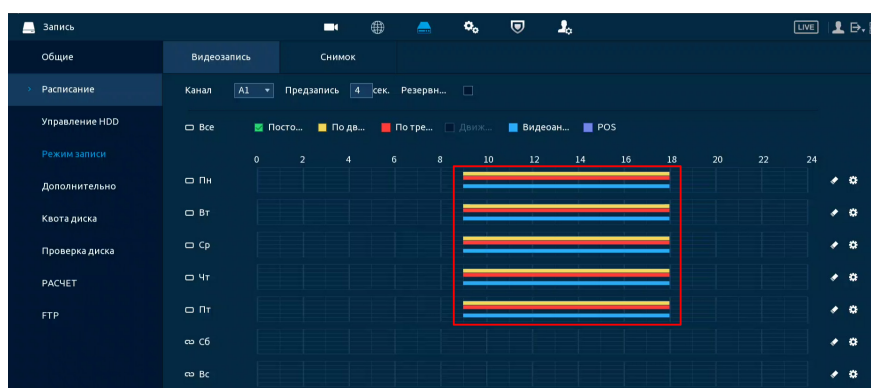 Запись LIVE
Общие Видеозапись Снимок
Расписание Канал A1 Предзапись 4 сек. Резервн...
Управление HDD Все Посто... По дв... По тре... Движ... Видеоан... POS
Режим записи 0 2 4 6 8 10 12 14 16 18 20 22 24
Пн
Дополнительно
Квота диска Вт
Проверка диска Ср
РАСЧЕТ Чт
FTP Пт
Сб
Вс